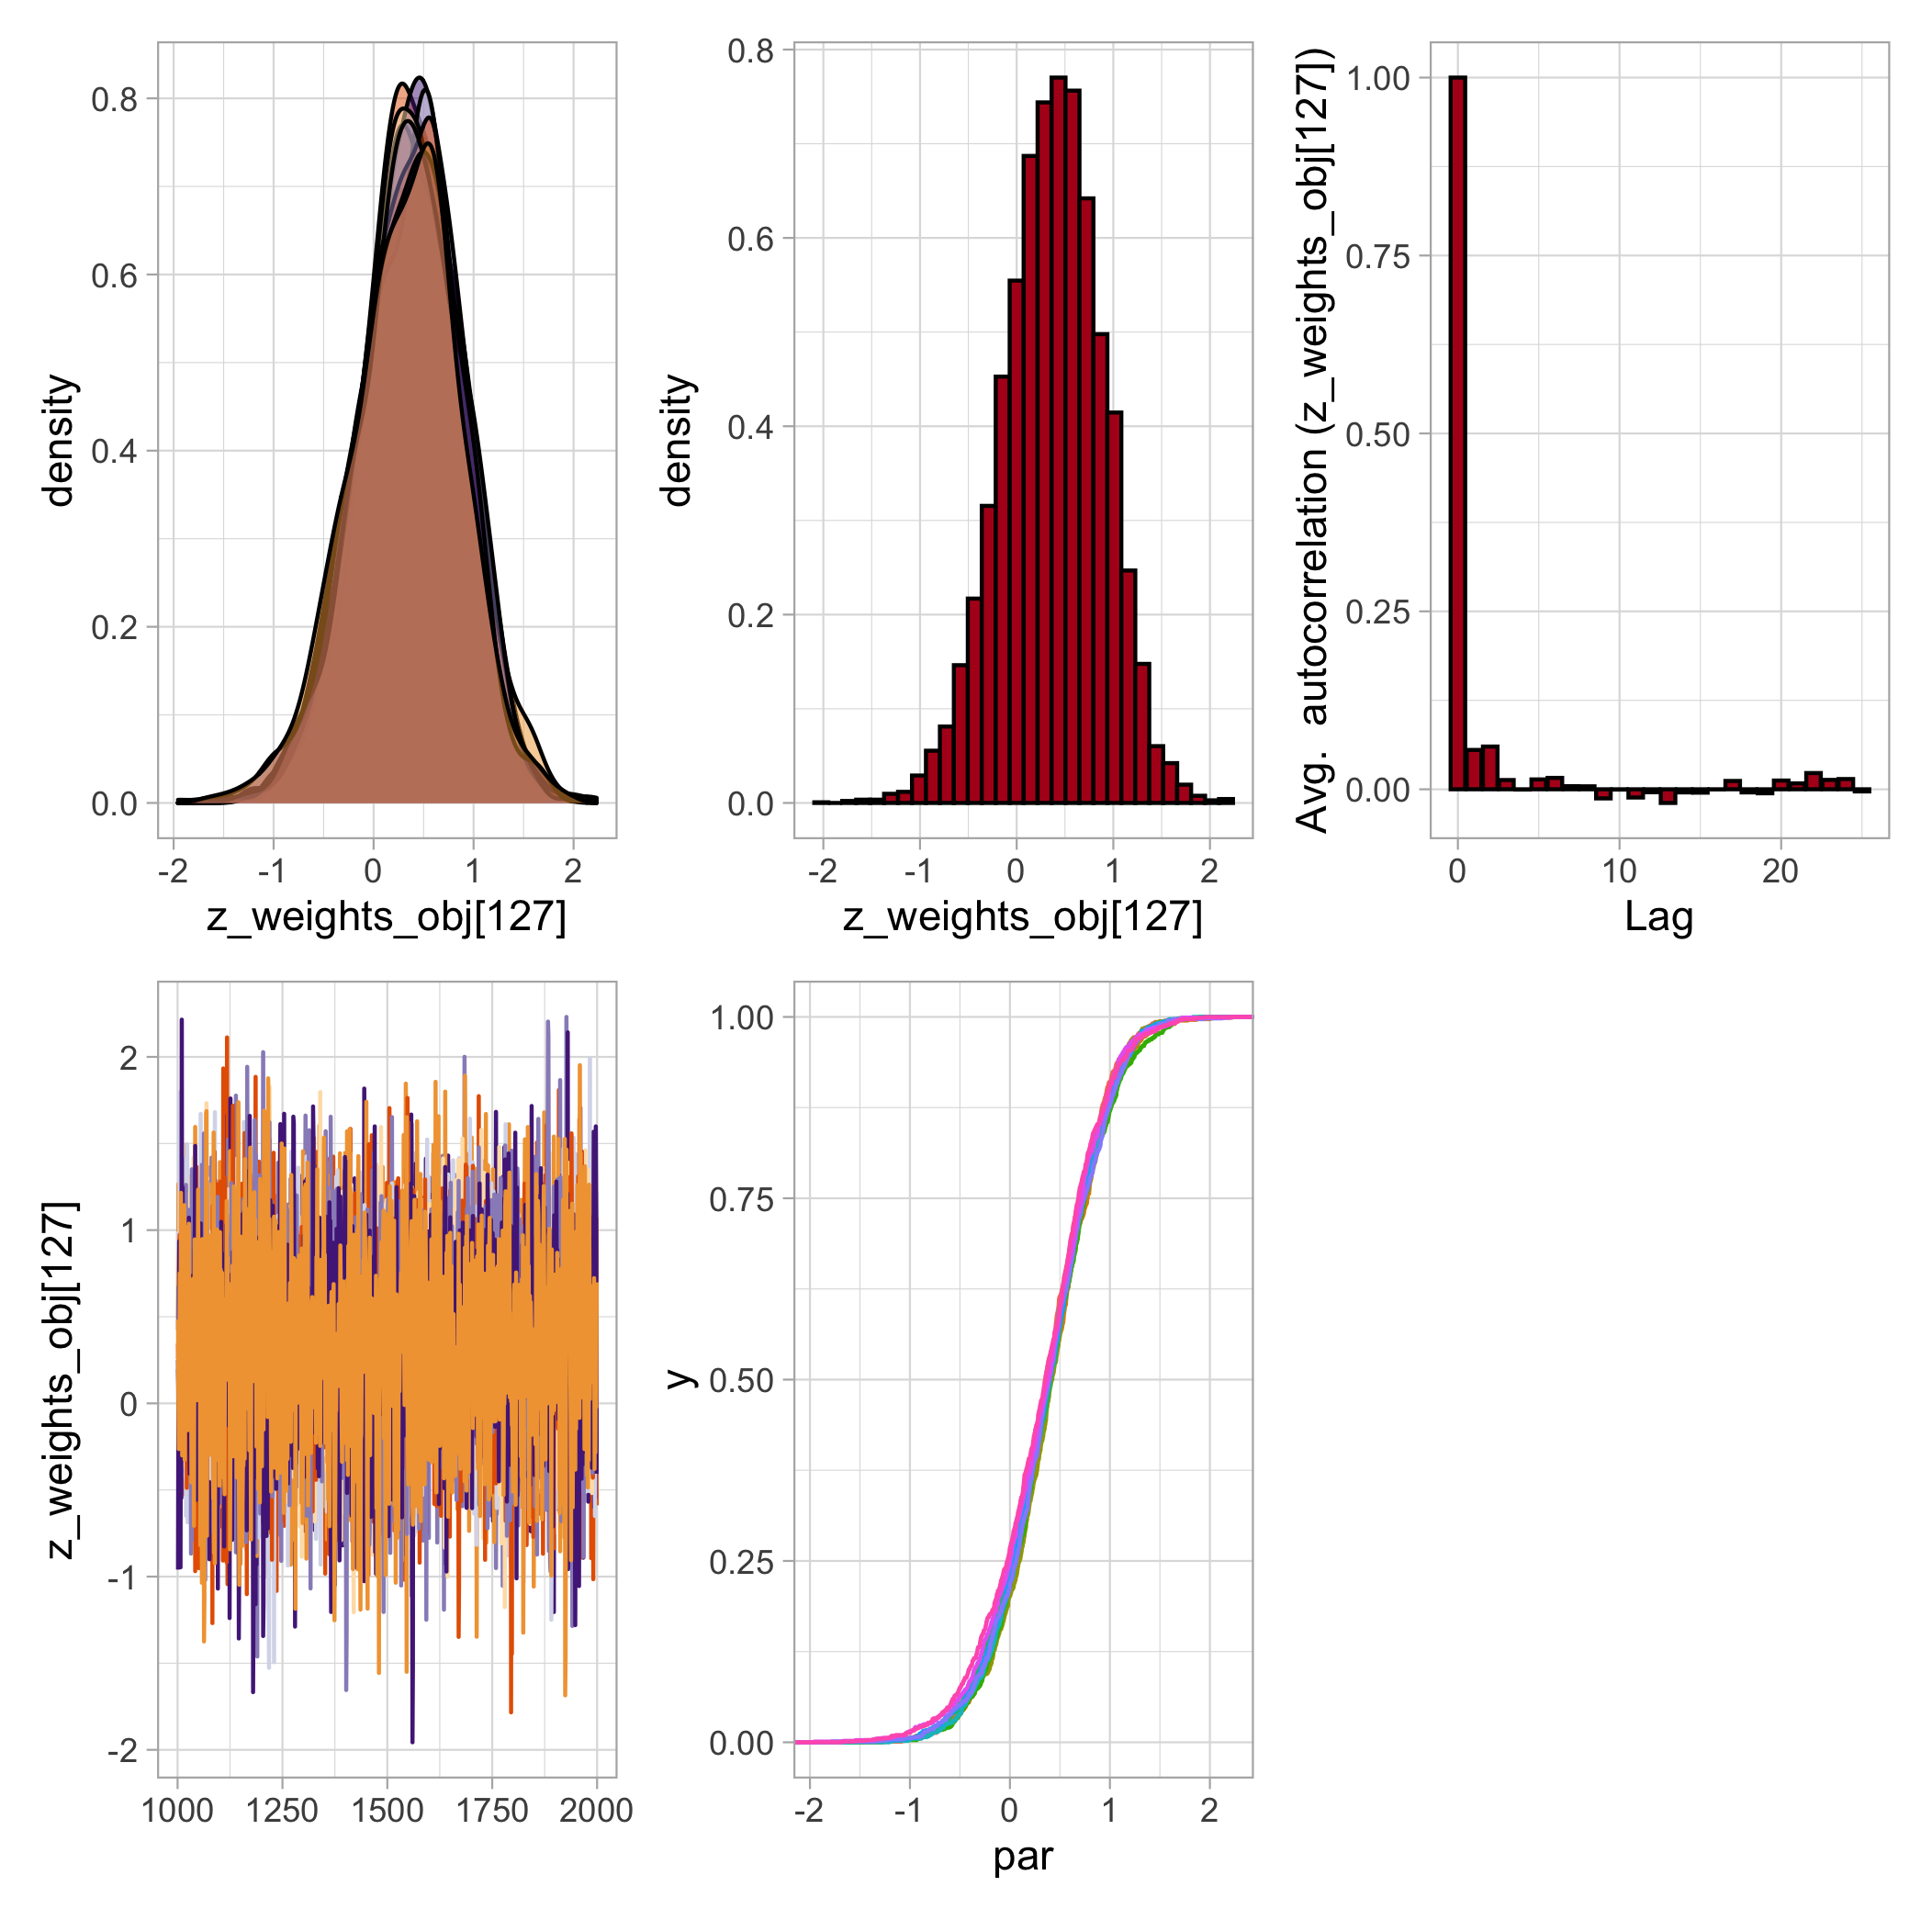 density
0.8
0.6
0.4
0.2
0.0
-2 -1 0 1 2
z_weights_obj[127]
density
0.8
0.6
0.4
0.2
0.0
-2 -1 0 1 2
z_weights_obj[127]
Avg. autocorrelation (z_weights_obj[127])
1.00
0.75
0.50
0.25
0.00
0 10 20
Lag
z_weights_obj[127]
2
1
0
-1
-2
1000 1250 1500 1750 2000
y
1.00
0.75
0.50
0.25
0.00
-2 -1 0 1 2
par